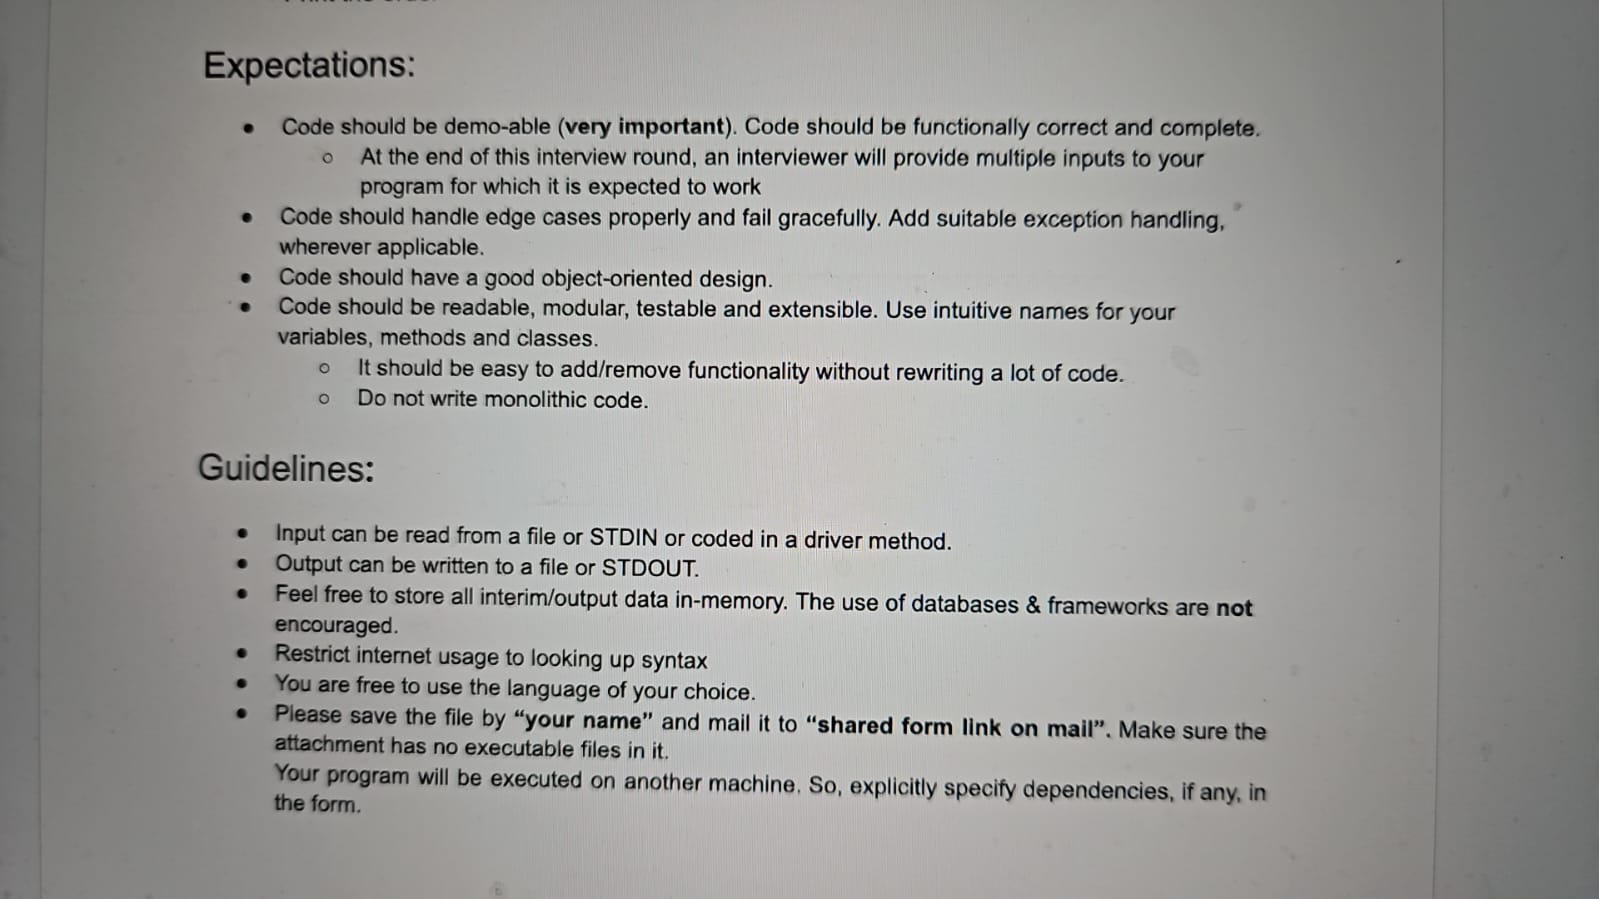 Expectations:
● Code should be demo-able (very important). Code should be functionally correct and complete.
○ At the end of this interview round, an interviewer will provide multiple inputs to your
program for which it is expected to work
● Code should handle edge cases properly and fail gracefully. Add suitable exception handling,
wherever applicable.
● Code should have a good object-oriented design.
● Code should be readable, modular, testable and extensible. Use intuitive names for your
variables, methods and classes.
○ It should be easy to add/remove functionality without rewriting a lot of code.
○ Do not write monolithic code.
Guidelines:
● Input can be read from a file or STDIN or coded in a driver method.
● Output can be written to a file or STDOUT.
● Feel free to store all interim/output data in-memory. The use of databases & frameworks are not
encouraged.
● Restrict internet usage to looking up syntax
● You are free to use the language of your choice.
● Please save the file by “your name” and mail it to “shared form link on mail”. Make sure the
attachment has no executable files in it.
Your program will be executed on another machine. So, explicitly specify dependencies, if any, in
the form.